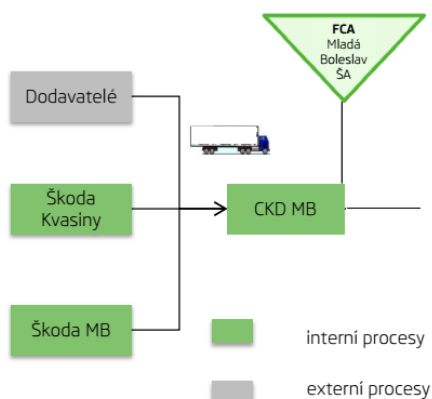 FCA
Mladá
Boleslav
ŠA
Dodavatelé
Škoda
Kvasiny
CKD MB
Škoda MB
interní procesy
externí procesy